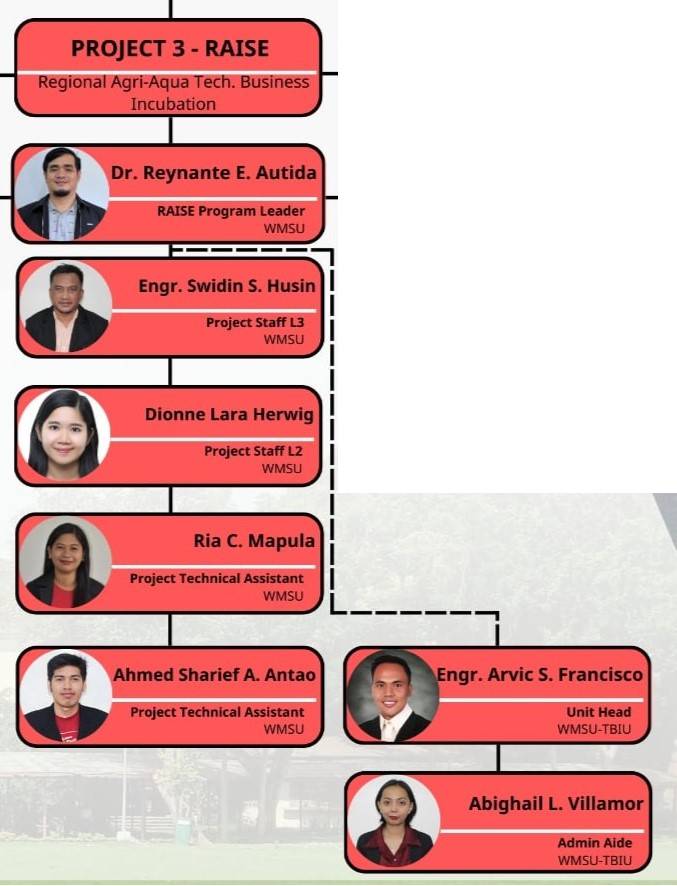 PROJECT 3 - RAISE
Regional Agri-Aqua Tech. Business
Incubation
Dr. Reynante E. Autida
RAISE Program Leader
WMSU
Engr. Swidin S. Husin
Project Staff L3
WMSU
Dionne Lara Herwig
Project Staff L2
WMSU
Ria C. Mapula
Project Technical Assistant
WMSU
Ahmed Sharief A. Antao
Project Technical Assistant
WMSU
Engr. Arvic S. Francisco
Unit Head
WMSU-TBIU
Abighail L. Villamor
Admin Aide
WMSU-TBIU